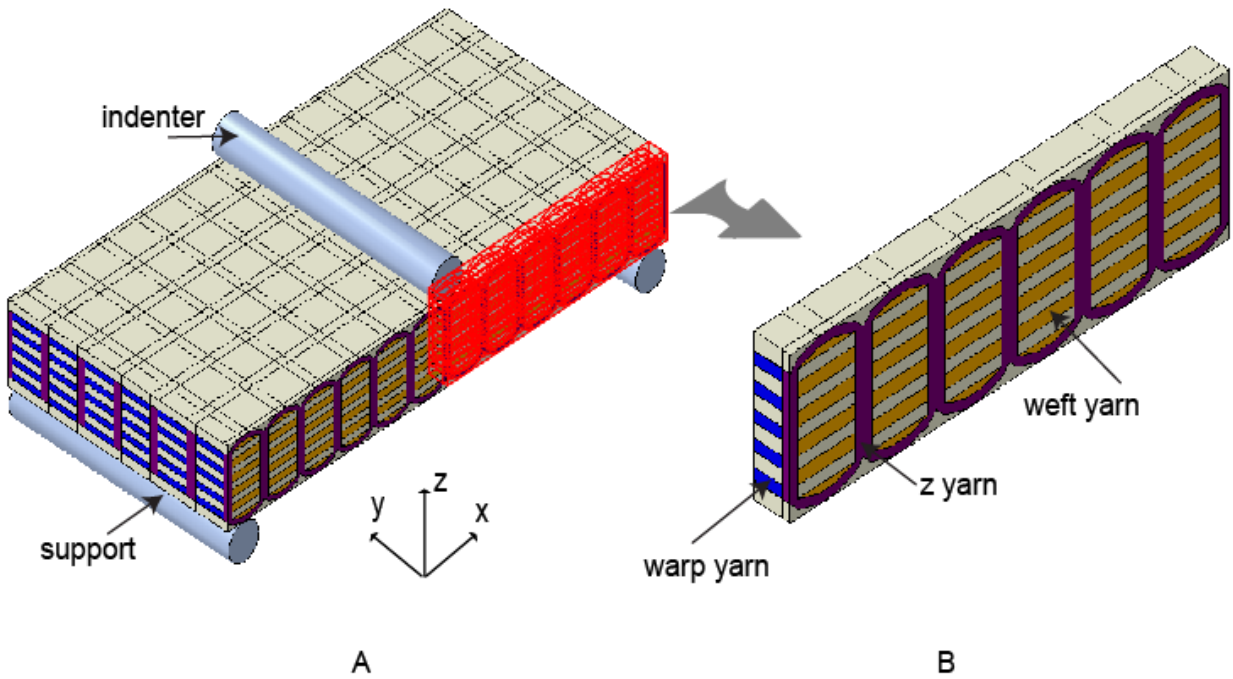 indenter
z
y
x
support
weft yarn
z yarn
warp yarn
A
B